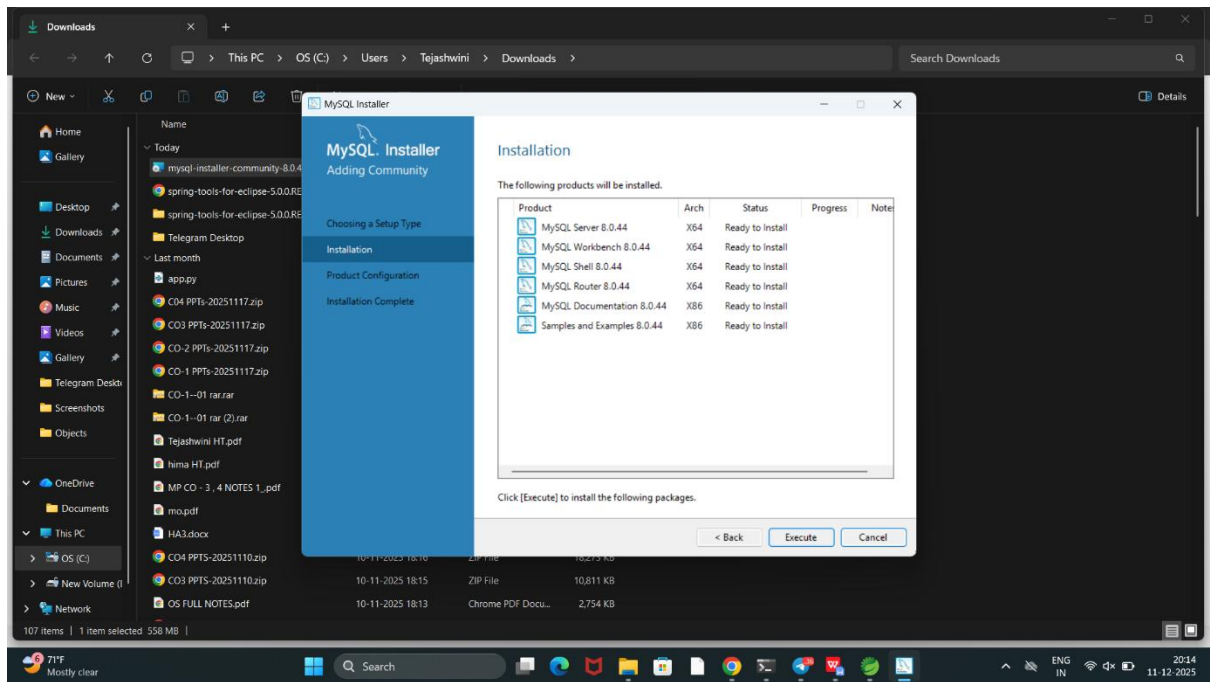 Downloads
This PC > OS (C:) > Users > Tejashwini > Downloads >
Search Downloads
New
Details
Home
Gallery
Desktop
Downloads
Documents
Pictures
Music
Videos
Gallery
Telegram Deskt
Screenshots
Objects
OneDrive
Documents
This PC
OS (C:)
New Volume (
Network
Name
Today
mysql-installer-community-8.0.4
spring-tools-for-eclipse-5.0.0.RE
spring-tools-for-eclipse-5.0.0.RE
Telegram Desktop
Last month
app.py
C04 PPTs-20251117.zip
CO3 PPTs-20251117.zip
CO-2 PPTs-20251117.zip
CO-1 PPTs-20251117.zip
CO-1--01 rar.rar
CO-1--01 rar (2).rar
Tejashwini HT.pdf
hima HT.pdf
MP CO - 3 , 4 NOTES 1_.pdf
mo.pdf
HA3.docx
CO4 PPTS-20251110.zip 10-11-2025 18:16 ZIP File 18,275 KB
CO3 PPTS-20251110.zip 10-11-2025 18:15 ZIP File 10,811 KB
OS FULL NOTES.pdf 10-11-2025 18:13 Chrome PDF Docu... 2,754 KB
MySQL Installer
MySQL. Installer
Adding Community
Choosing a Setup Type
Installation
Product Configuration
Installation Complete
Installation
The following products will be installed.
Product Arch Status Progress Note
MySQL Server 8.0.44 X64 Ready to Install
MySQL Workbench 8.0.44 X64 Ready to Install
MySQL Shell 8.0.44 X64 Ready to Install
MySQL Router 8.0.44 X64 Ready to Install
MySQL Documentation 8.0.44 X86 Ready to Install
Samples and Examples 8.0.44 X86 Ready to Install
Click [Execute] to install the following packages.
< Back Execute Cancel
107 items | 1 item selected 558 MB |
6
71°F
Mostly clear
Search
ENG
IN
20:14
11-12-2025